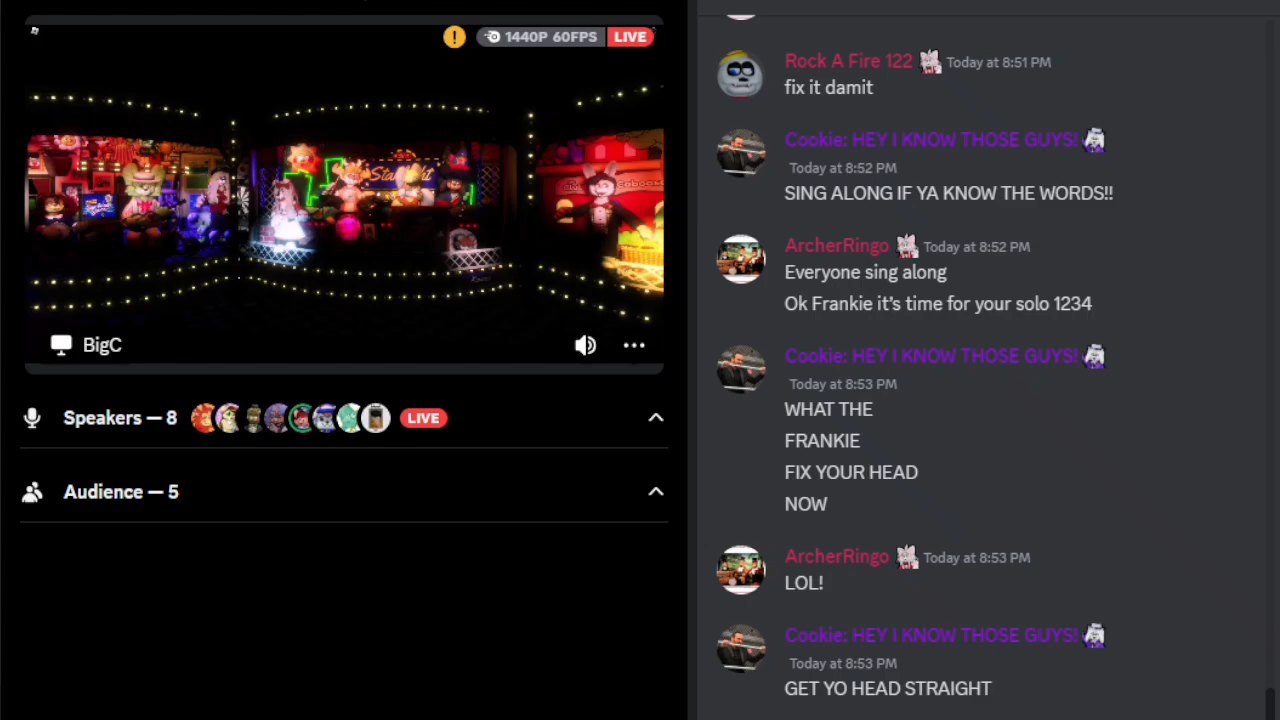 1440P 60FPS LIVE
Starlight
BigC
Speakers — 8 LIVE
Audience — 5
Rock A Fire 122 Today at 8:51 PM
fix it damit
Cookie: HEY I KNOW THOSE GUYS!
Today at 8:52 PM
SING ALONG IF YA KNOW THE WORDS!!
ArcherRingo Today at 8:52 PM
Everyone sing along
Ok Frankie it's time for your solo 1234
Cookie: HEY I KNOW THOSE GUYS!
Today at 8:53 PM
WHAT THE
FRANKIE
FIX YOUR HEAD
NOW
ArcherRingo Today at 8:53 PM
LOL!
Cookie: HEY I KNOW THOSE GUYS!
Today at 8:53 PM
GET YO HEAD STRAIGHT